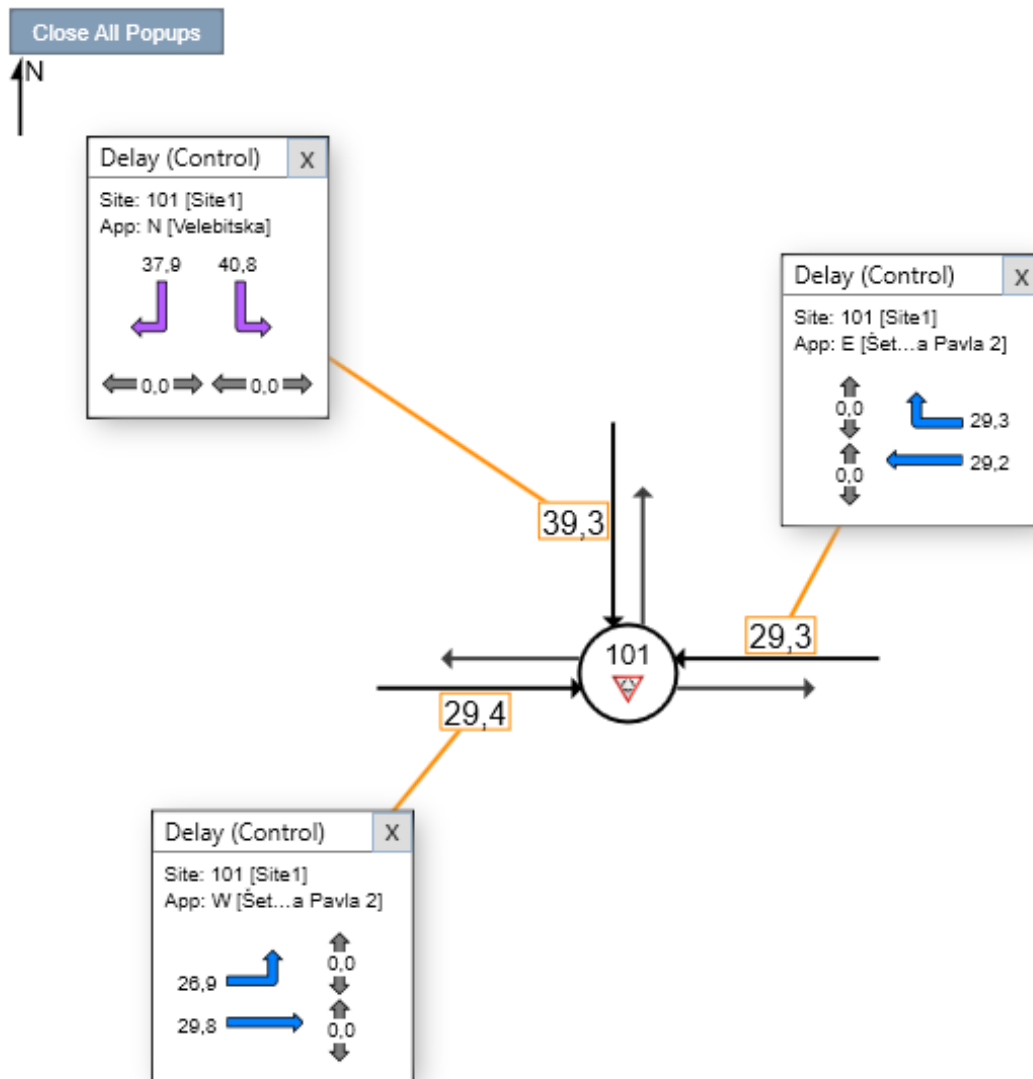 Close All Popups
N
Delay (Control) X
Site: 101 [Site1]
App: N [Velebitska]
37,9 40,8
0,0 0,0
Delay (Control) X
Site: 101 [Site1]
App: E [Šet...a Pavla 2]
0,0
29,3
0,0
29,2
39,3
29,3
101
29,4
Delay (Control) X
Site: 101 [Site1]
App: W [Šet...a Pavla 2]
0,0
26,9
29,8
0,0